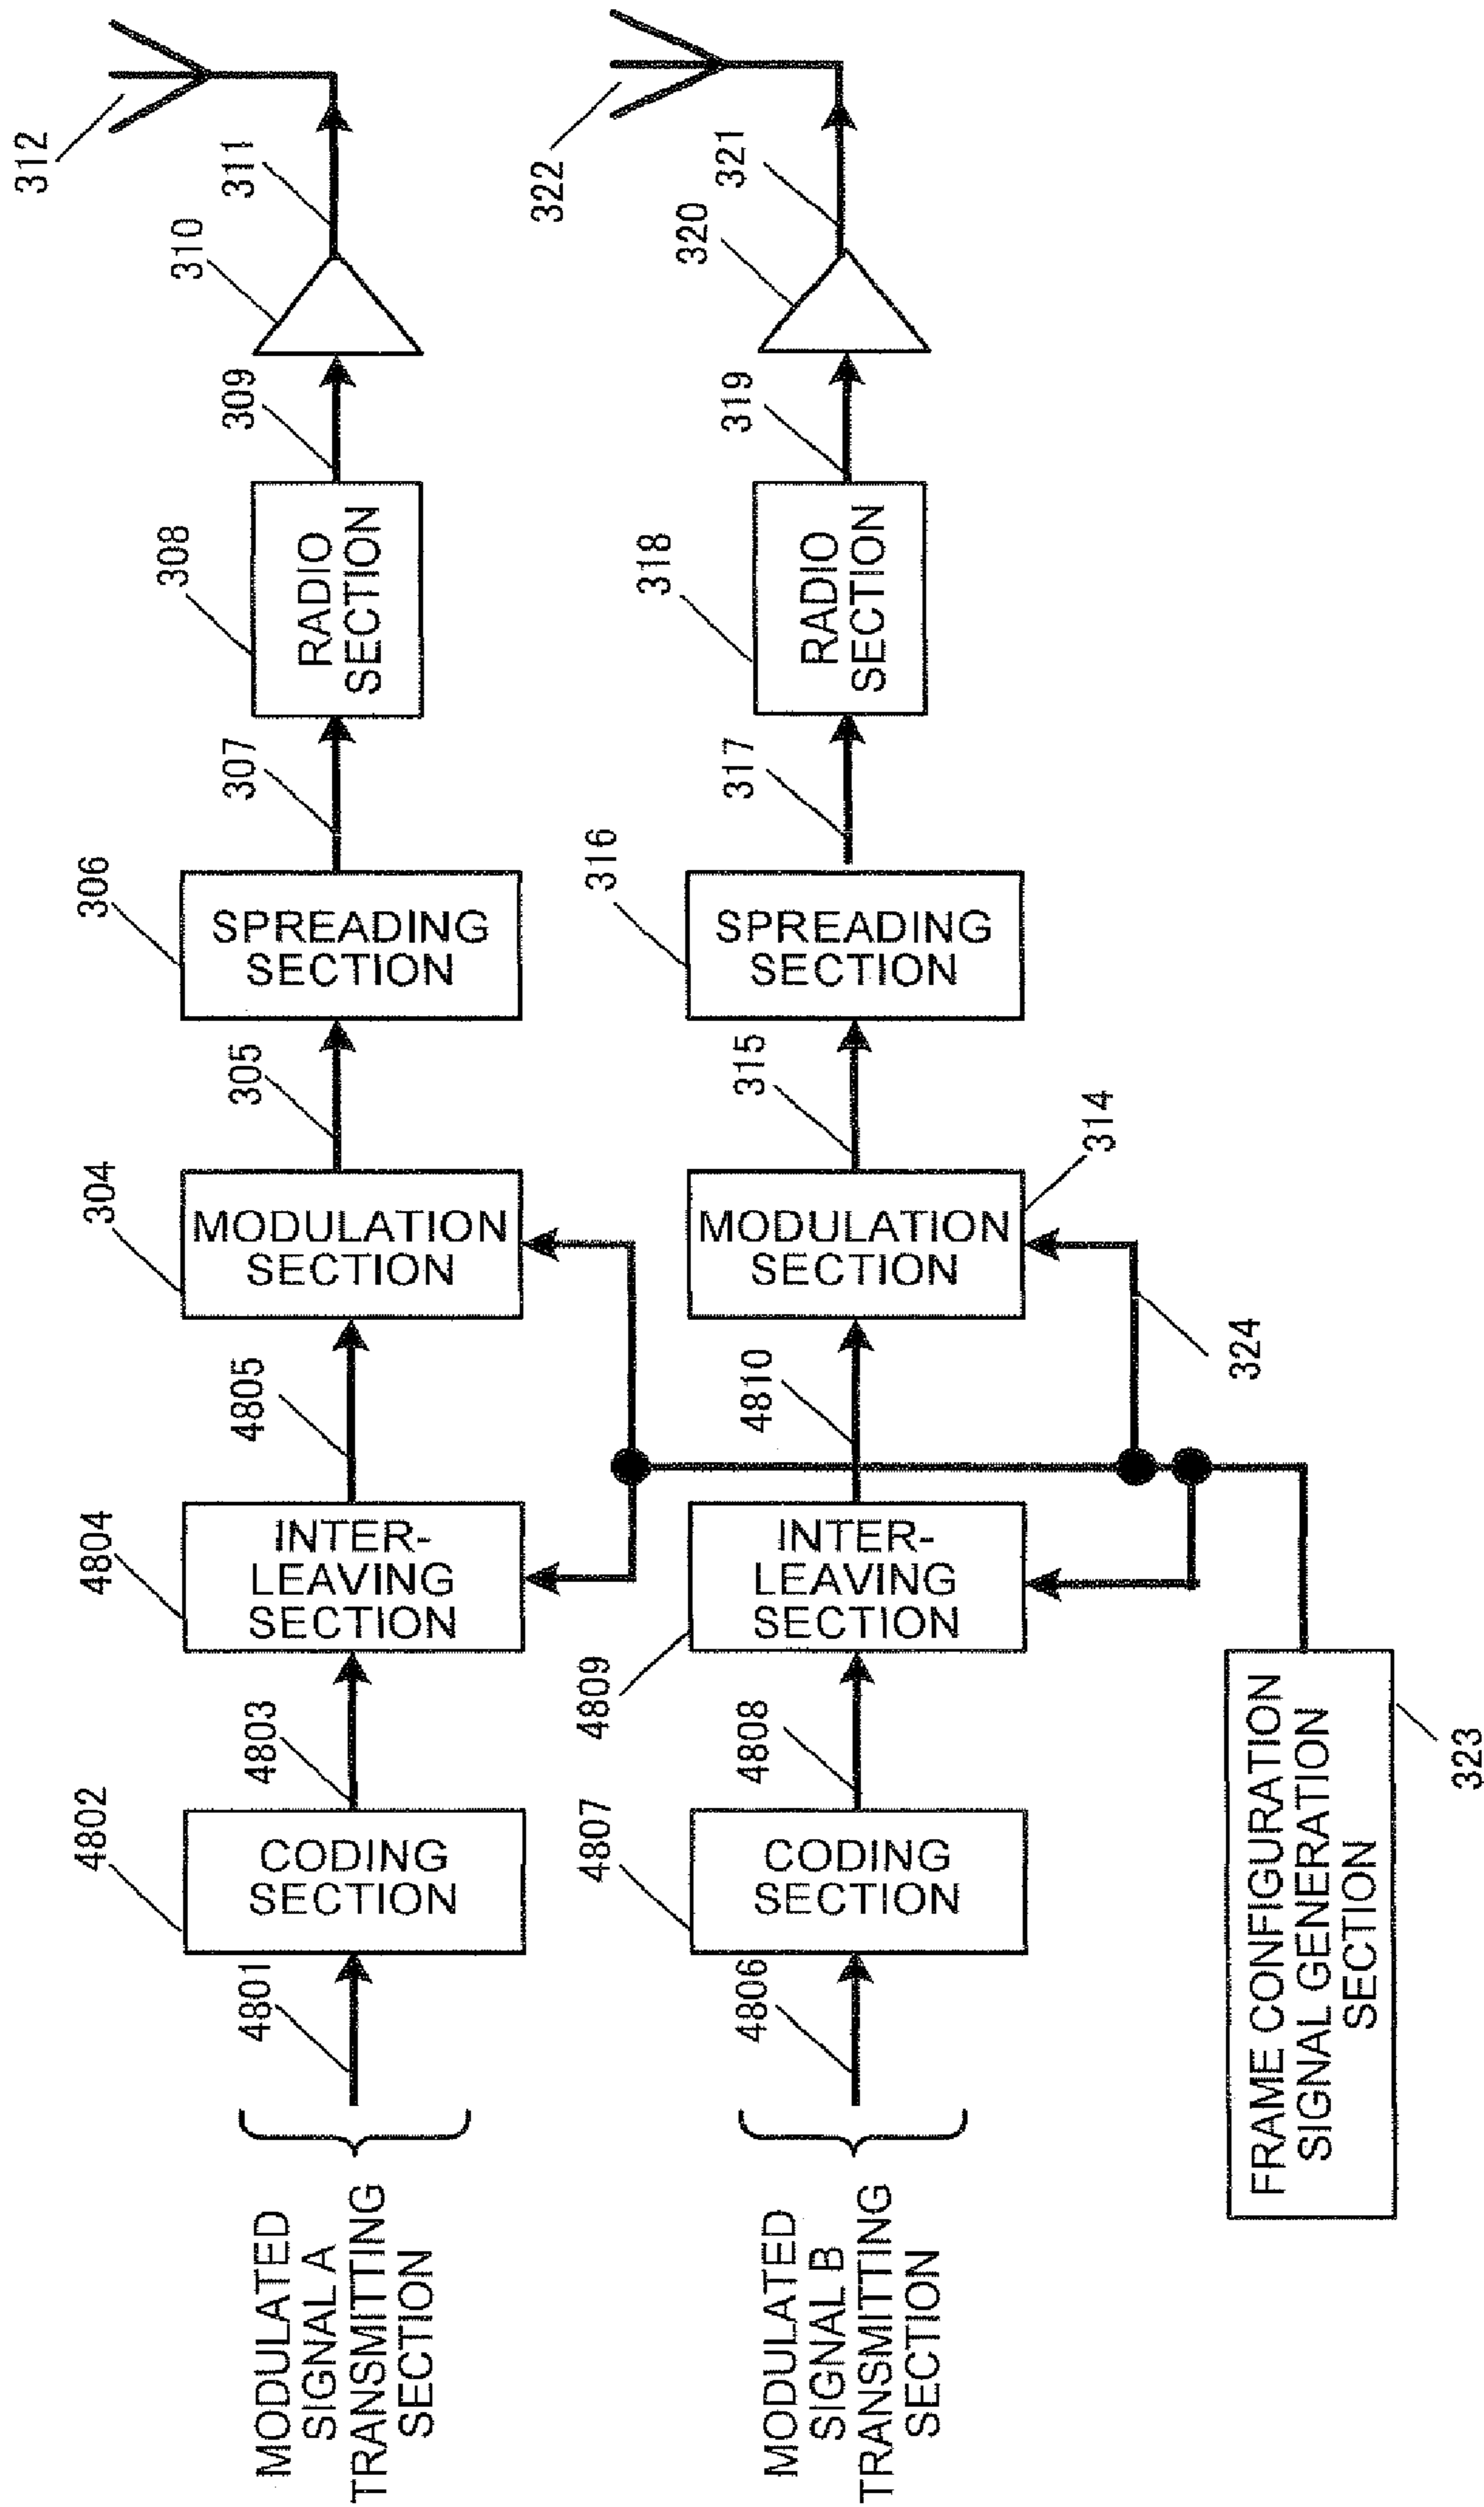 MODULATED
SIGNAL A
TRANSMITTING
SECTION
4801
4802
CODING
SECTION
4803
4804
INTER-
LEAVING
SECTION
4805
304
MODULATION
SECTION
305
306
SPREADING
SECTION
307
308
RADIO
SECTION
309
310
311
312
MODULATED
SIGNAL B
TRANSMITTING
SECTION
4806
4807
CODING
SECTION
4808
4809
INTER-
LEAVING
SECTION
4810
314
MODULATION
SECTION
315
316
SPREADING
SECTION
317
318
RADIO
SECTION
319
320
321
322
FRAME CONFIGURATION
SIGNAL GENERATION
SECTION
323
324